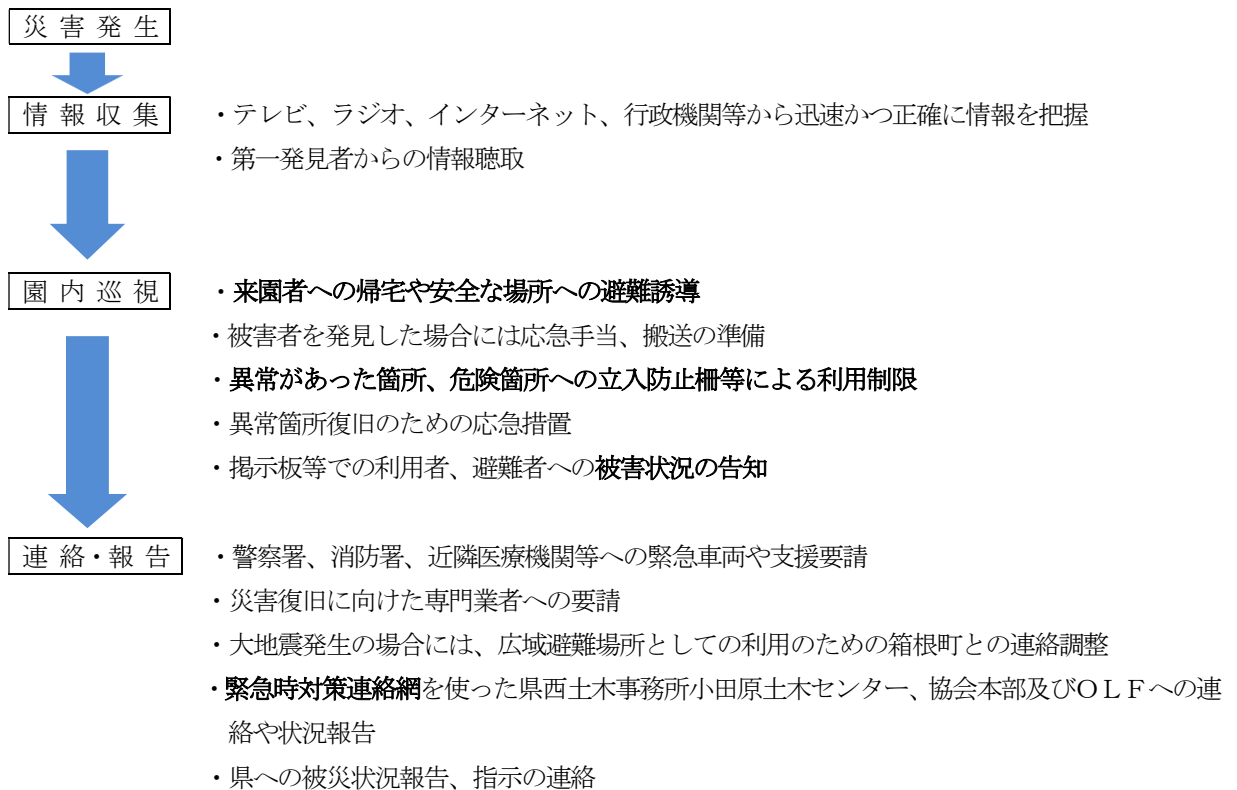 災 害 発 生
情 報 収 集
・テレビ、ラジオ、インターネット、行政機関等から迅速かつ正確に情報を把握
・第一発見者からの情報聴取
園 内 巡 視
・来園者への帰宅や安全な場所への避難誘導
・被害者を発見した場合には応急手当、搬送の準備
・異常があった箇所、危険箇所への立入防止柵等による利用制限
・異常箇所復旧のための応急措置
・掲示板等での利用者、避難者への被害状況の告知
連 絡・報 告
・警察署、消防署、近隣医療機関等への緊急車両や支援要請
・災害復旧に向けた専門業者への要請
・大地震発生の場合には、広域避難場所としての利用のための箱根町との連絡調整
・緊急時対策連絡網を使った県西土木事務所小田原土木センター、協会本部及びＯＬＦへの連
絡や状況報告
・県への被災状況報告、指示の連絡